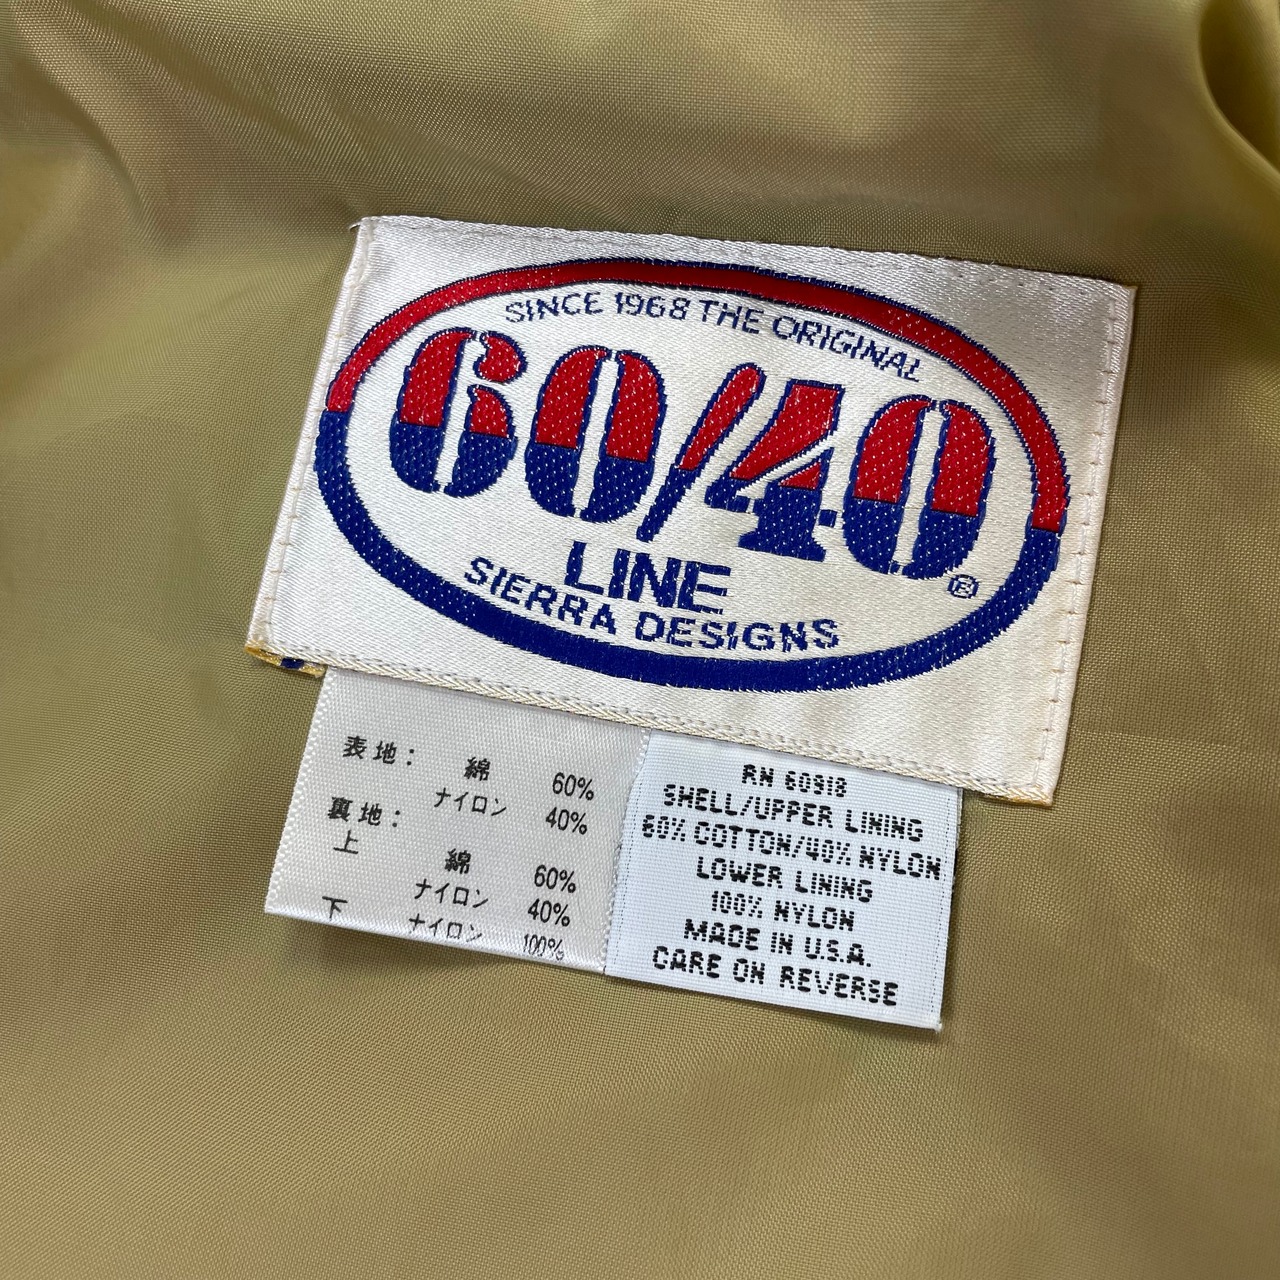 SINCE 1968 THE ORIGINAL
60/40®
LINE
SIERRA DESIGNS
表地: 綿 60%
ナイロン 40%
裏地:
上 綿 60%
ナイロン 40%
下 ナイロン 100%
RN 60918
SHELL/UPPER LINING
60% COTTON/40% NYLON
LOWER LINING
100% NYLON
MADE IN U.S.A.
CARE ON REVERSE